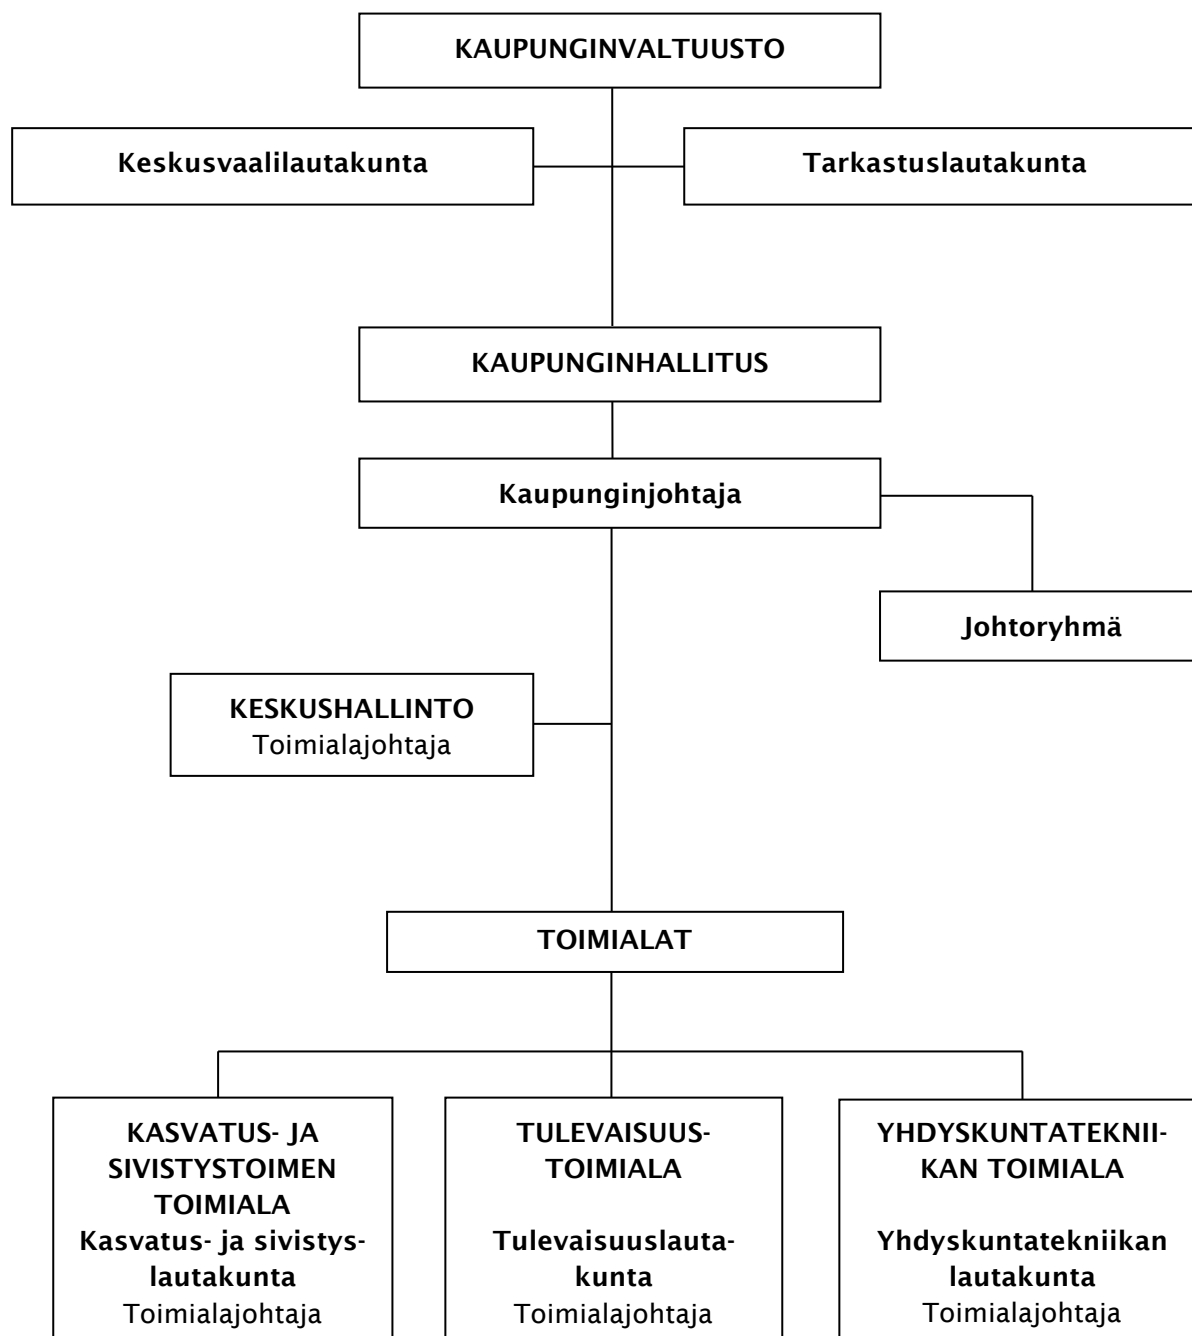 KAUPUNGINVALTUUSTO
Keskusvaalilautakunta
Tarkastuslautakunta
KAUPUNGINHALLITUS
Kaupunginjohtaja
Johtoryhmä
KESKUSHALLINTO
Toimialajohtaja
TOIMIALAT
KASVATUS- JA
SIVISTYSTOIMEN
TOIMIALA
Kasvatus- ja sivistys-
lautakunta
Toimialajohtaja
TULEVAISUUS-
TOIMIALA
Tulevaisuuslauta-
kunta
Toimialajohtaja
YHDYSKUNTATEKNII-
KAN TOIMIALA
Yhdyskuntatekniikan
lautakunta
Toimialajohtaja